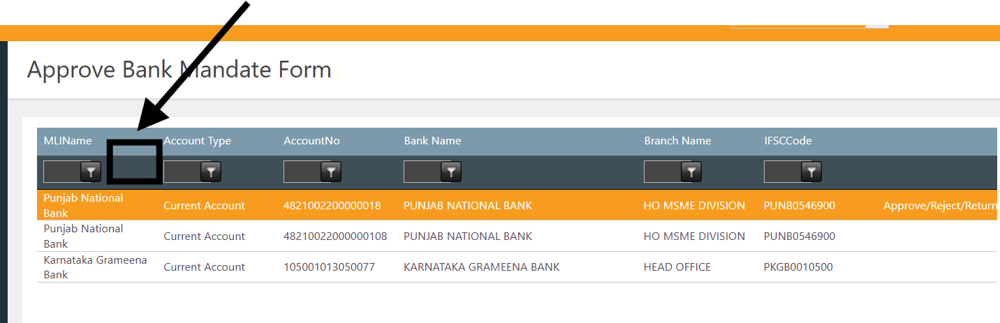 Approve Bank Mandate Form
MLIName Account Type AccountNo Bank Name Branch Name IFSCCode
Punjab National
Bank
Current Account 4821002200000018 PUNJAB NATIONAL BANK HO MSME DIVISION PUNB0546900 Approve/Reject/Return
Punjab National
Bank
Current Account 48210022000000108 PUNJAB NATIONAL BANK HO MSME DIVISION PUNB0546900
Karnataka Grameena
Bank
Current Account 105001013050077 KARNATAKA GRAMEENA BANK HEAD OFFICE PKGB0010500